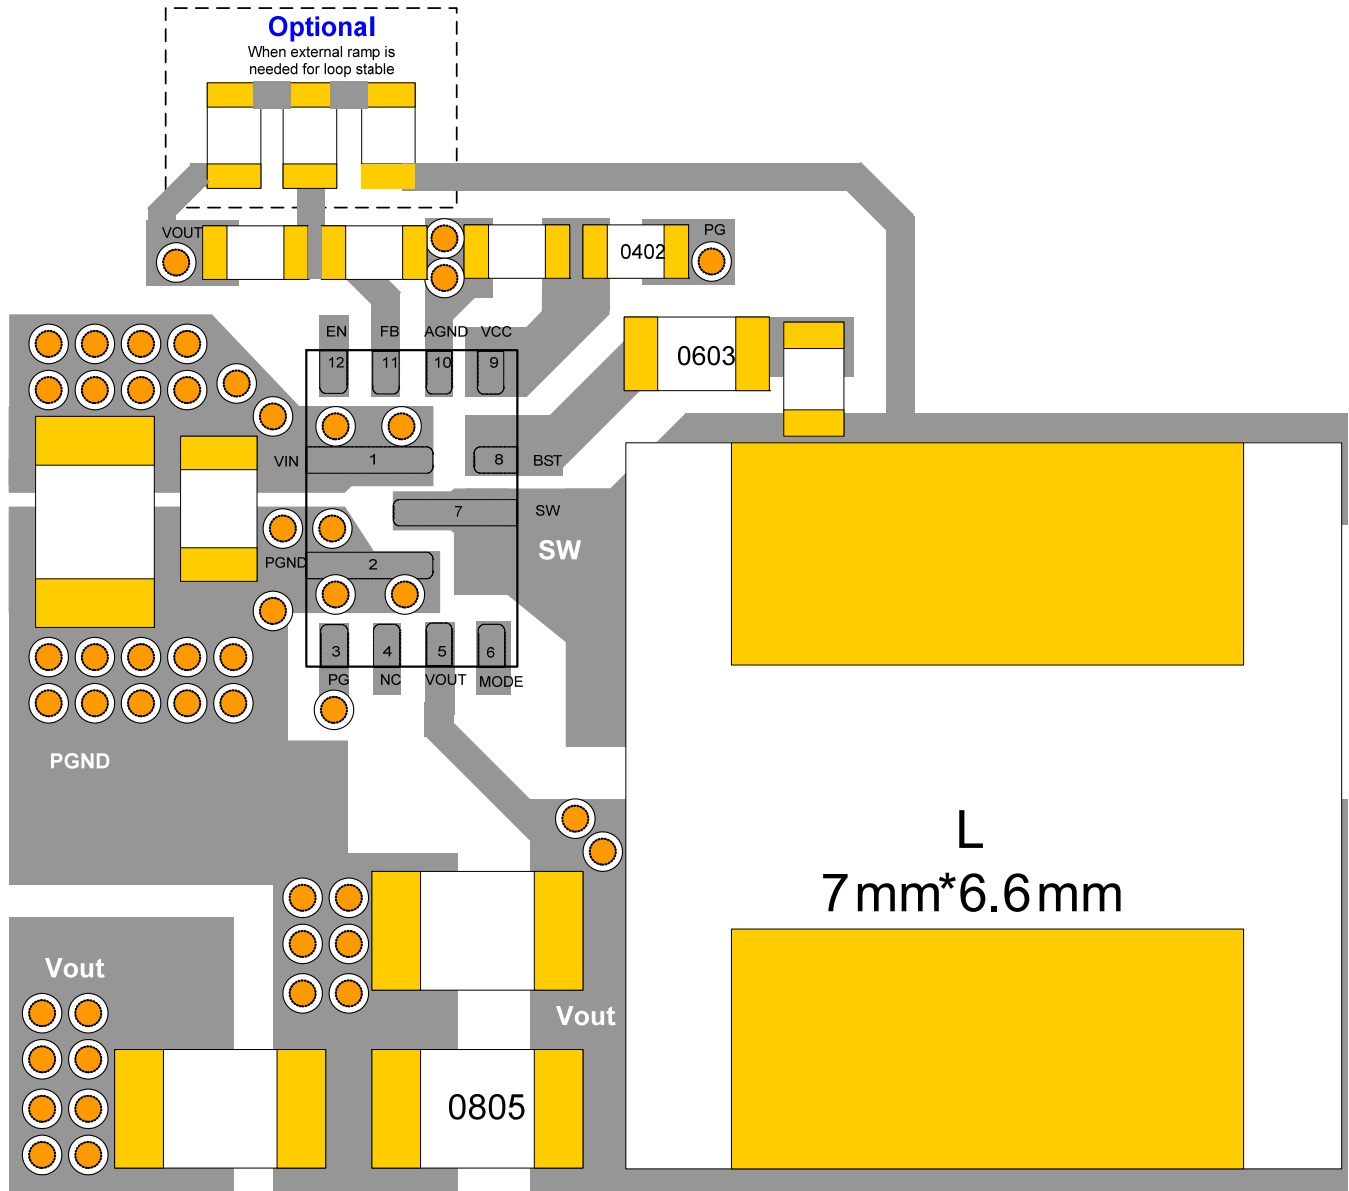 Optional
When external ramp is
needed for loop stable
VOUT
0402
PG
EN
FB
AGND
VCC
12
11
10
9
0603
VIN
1
8
BST
7
SW
SW
PGND
2
3
4
5
6
PG
NC
VOUT
MODE
PGND
L
7mm*6.6mm
Vout
Vout
0805